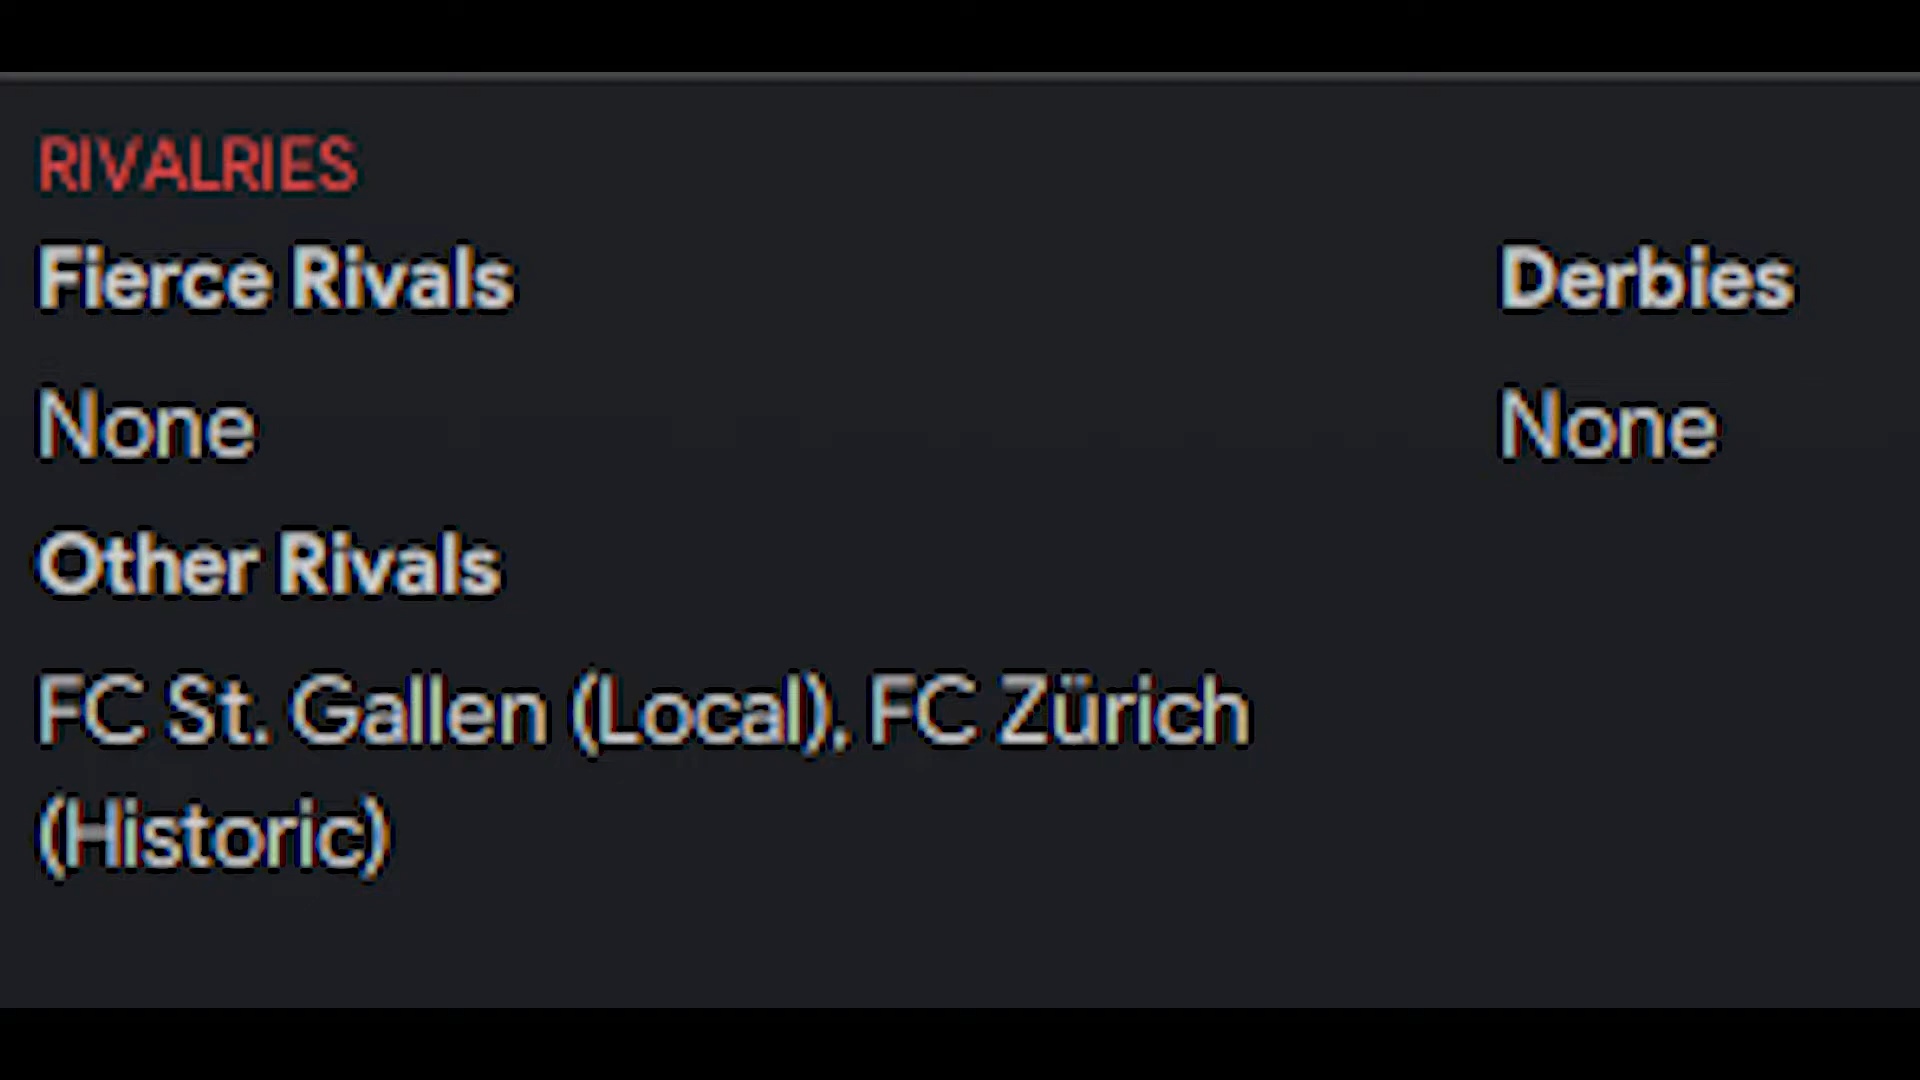 RIVALRIES
Fierce Rivals
Derbies
None
None
Other Rivals
FC St. Gallen (Local), FC Zürich
(Historic)